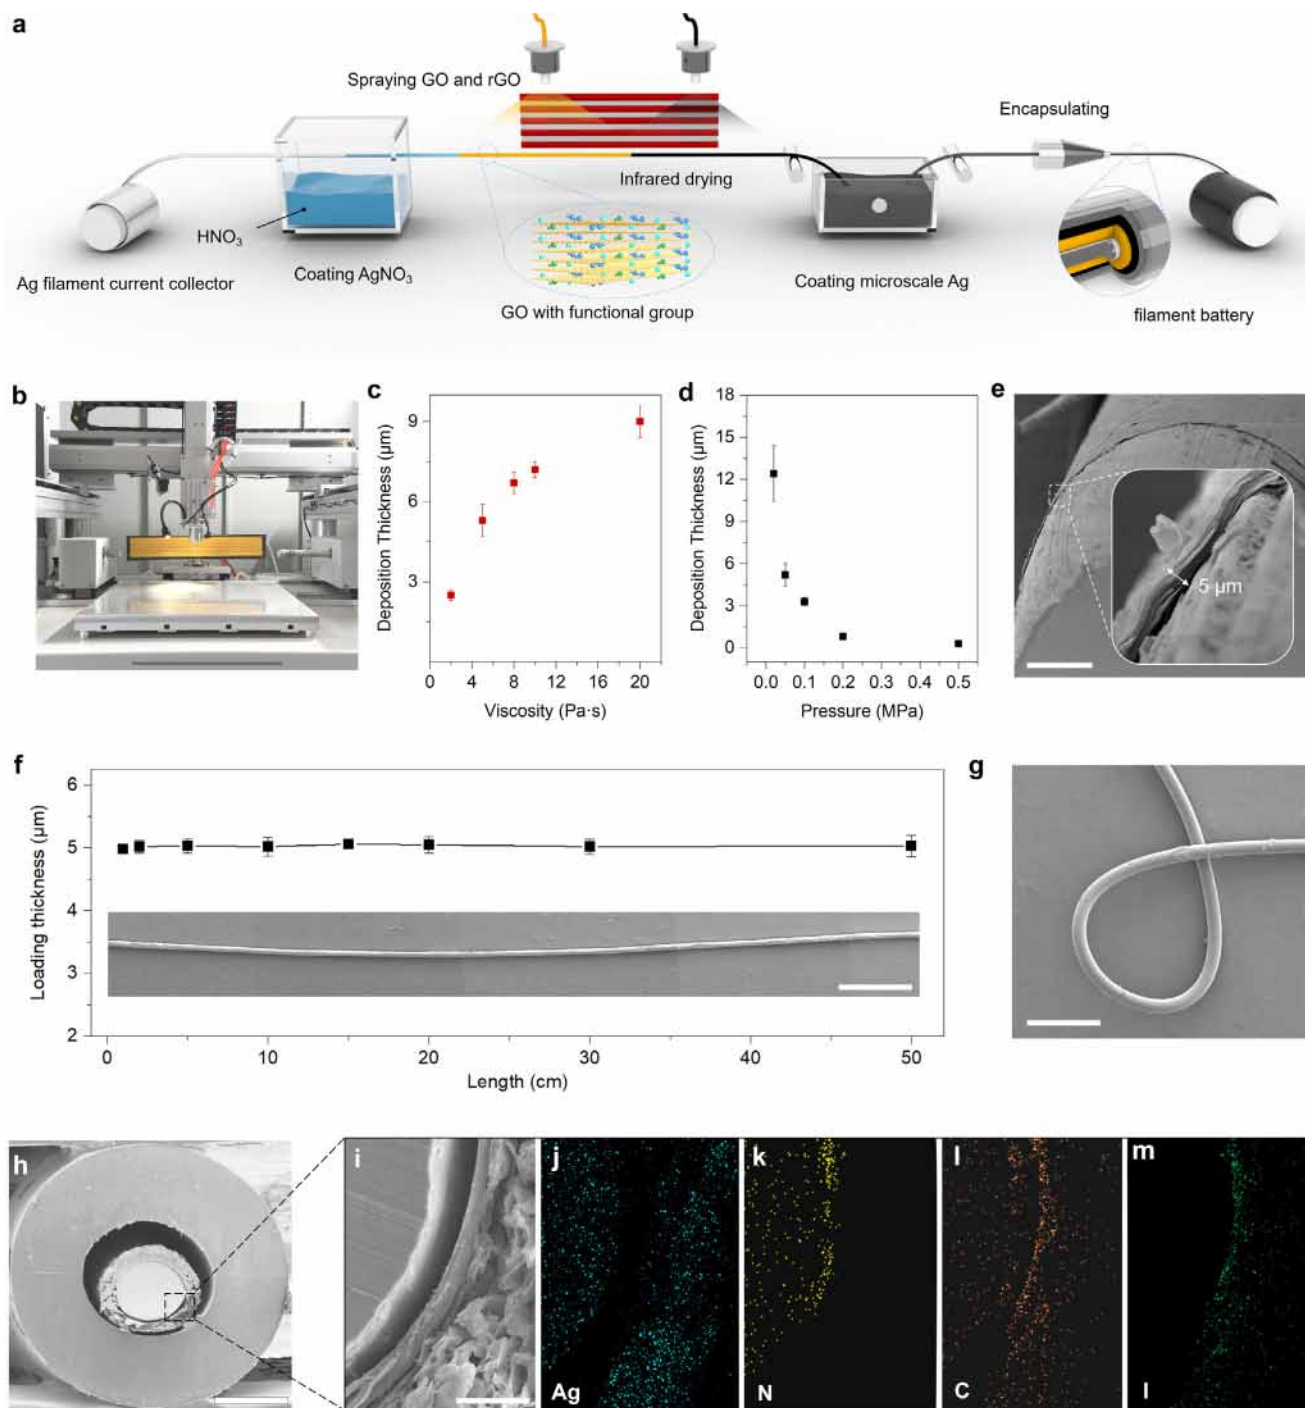 a
Spraying GO and rGO
Encapsulating
Infrared drying
HNO₃
Ag filament current collector
Coating AgNO₃
GO with functional group
Coating microscale Ag
filament battery
b
c
Deposition Thickness (μm)
9
6
3
0
4
8
12
16
20
Viscosity (Pa·s)
d
Deposition Thickness (μm)
18
15
12
9
6
3
0
0.0
0.1
0.2
0.3
0.4
0.5
Pressure (MPa)
e
5 μm
f
Loading thickness (μm)
6
5
4
3
2
0
10
20
30
40
50
Length (cm)
g
h
i
j
Ag
k
N
l
C
m
I